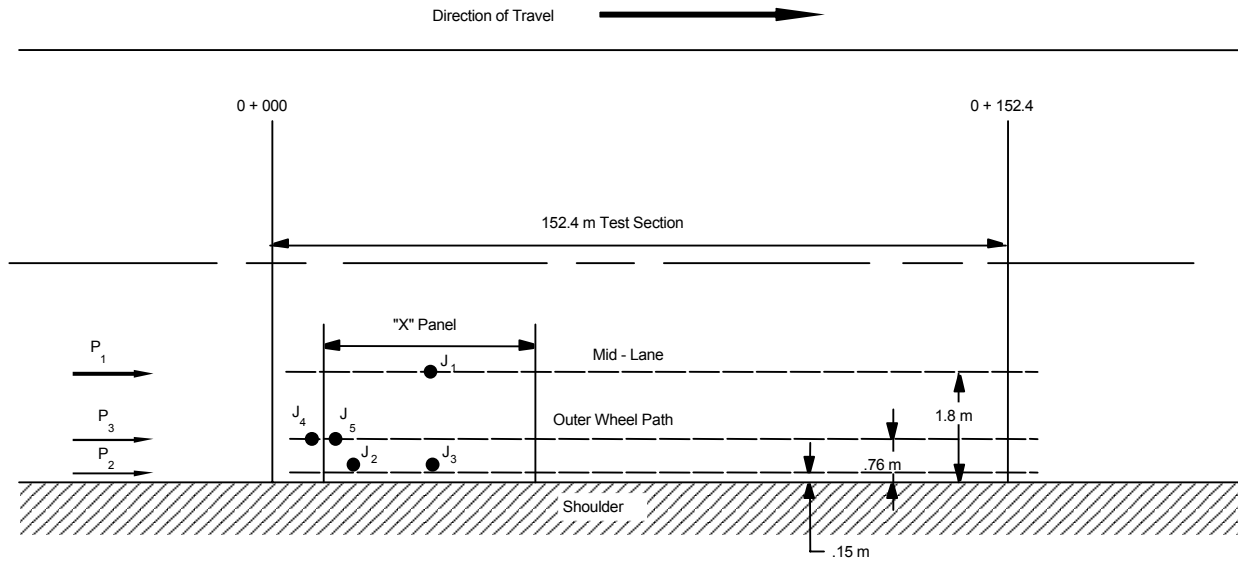 Direction of Travel
0 + 000
0 + 152.4
152.4 m Test Section
"X" Panel
P1
J1
Mid - Lane
1.8 m
P3
J4
J5
Outer Wheel Path
P2
J2
J3
.76 m
Shoulder
.15 m